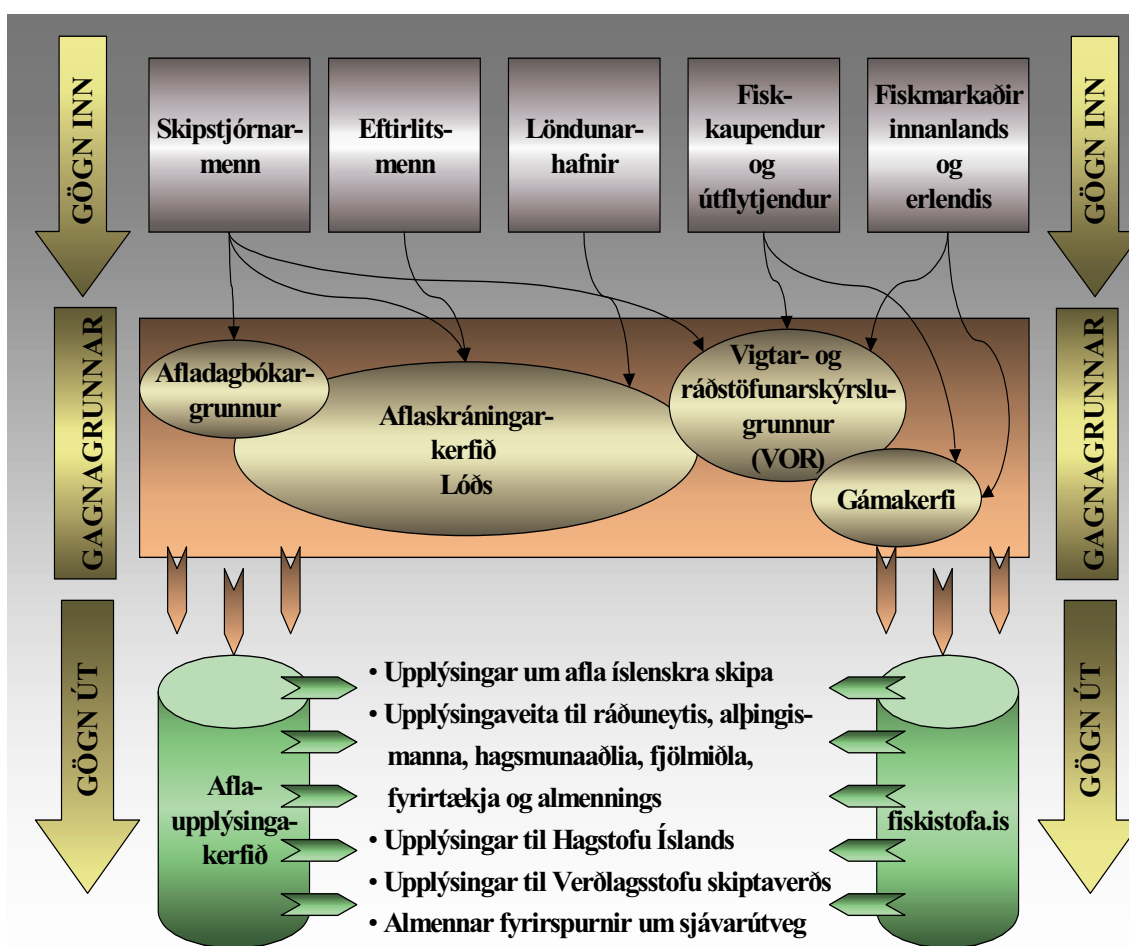 GÖGN INN
Skipstjórnar-
menn
Eftirlits-
menn
Löndunar-
hafnir
Fisk-
kaupendur
og
útflytjendur
Fiskmarkaðir
innanlands
og
erlendis
GÖGN INN
GAGNAGRUNNAR
Afladagbókar-
grunnur
Aflaskráningar-
kerfið
Lóðs
Vigtar- og
ráðstöfunarskýrslu-
grunnur
(VOR)
Gámakerfi
GAGNAGRUNNAR
GÖGN ÚT
Afla-
upplýsinga-
kerfið
• Upplýsingar um afla íslenskra skipa
• Upplýsingaveita til ráðuneytis, alþingis-
manna, hagsmunaaðlia, fjölmiðla,
fyrirtækja og almennings
• Upplýsingar til Hagstofu Íslands
• Upplýsingar til Verðlagsstofu skiptaverðs
• Almennar fyrirspurnir um sjávarútveg
fiskistofa.is
GÖGN ÚT